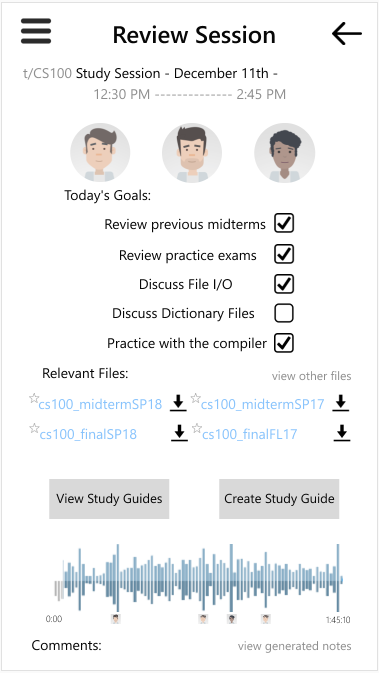 Review Session
t/CS100 Study Session - December 11th -
12:30 PM -------------- 2:45 PM
Today's Goals:
Review previous midterms
Review practice exams
Discuss File I/O
Discuss Dictionary Files
Practice with the compiler
Relevant Files: view other files
cs100_midtermSP18 cs100_midtermSP17
cs100_finalSP18 cs100_finalFL17
View Study Guides Create Study Guide
0:00 1:45:10
Comments: view generated notes